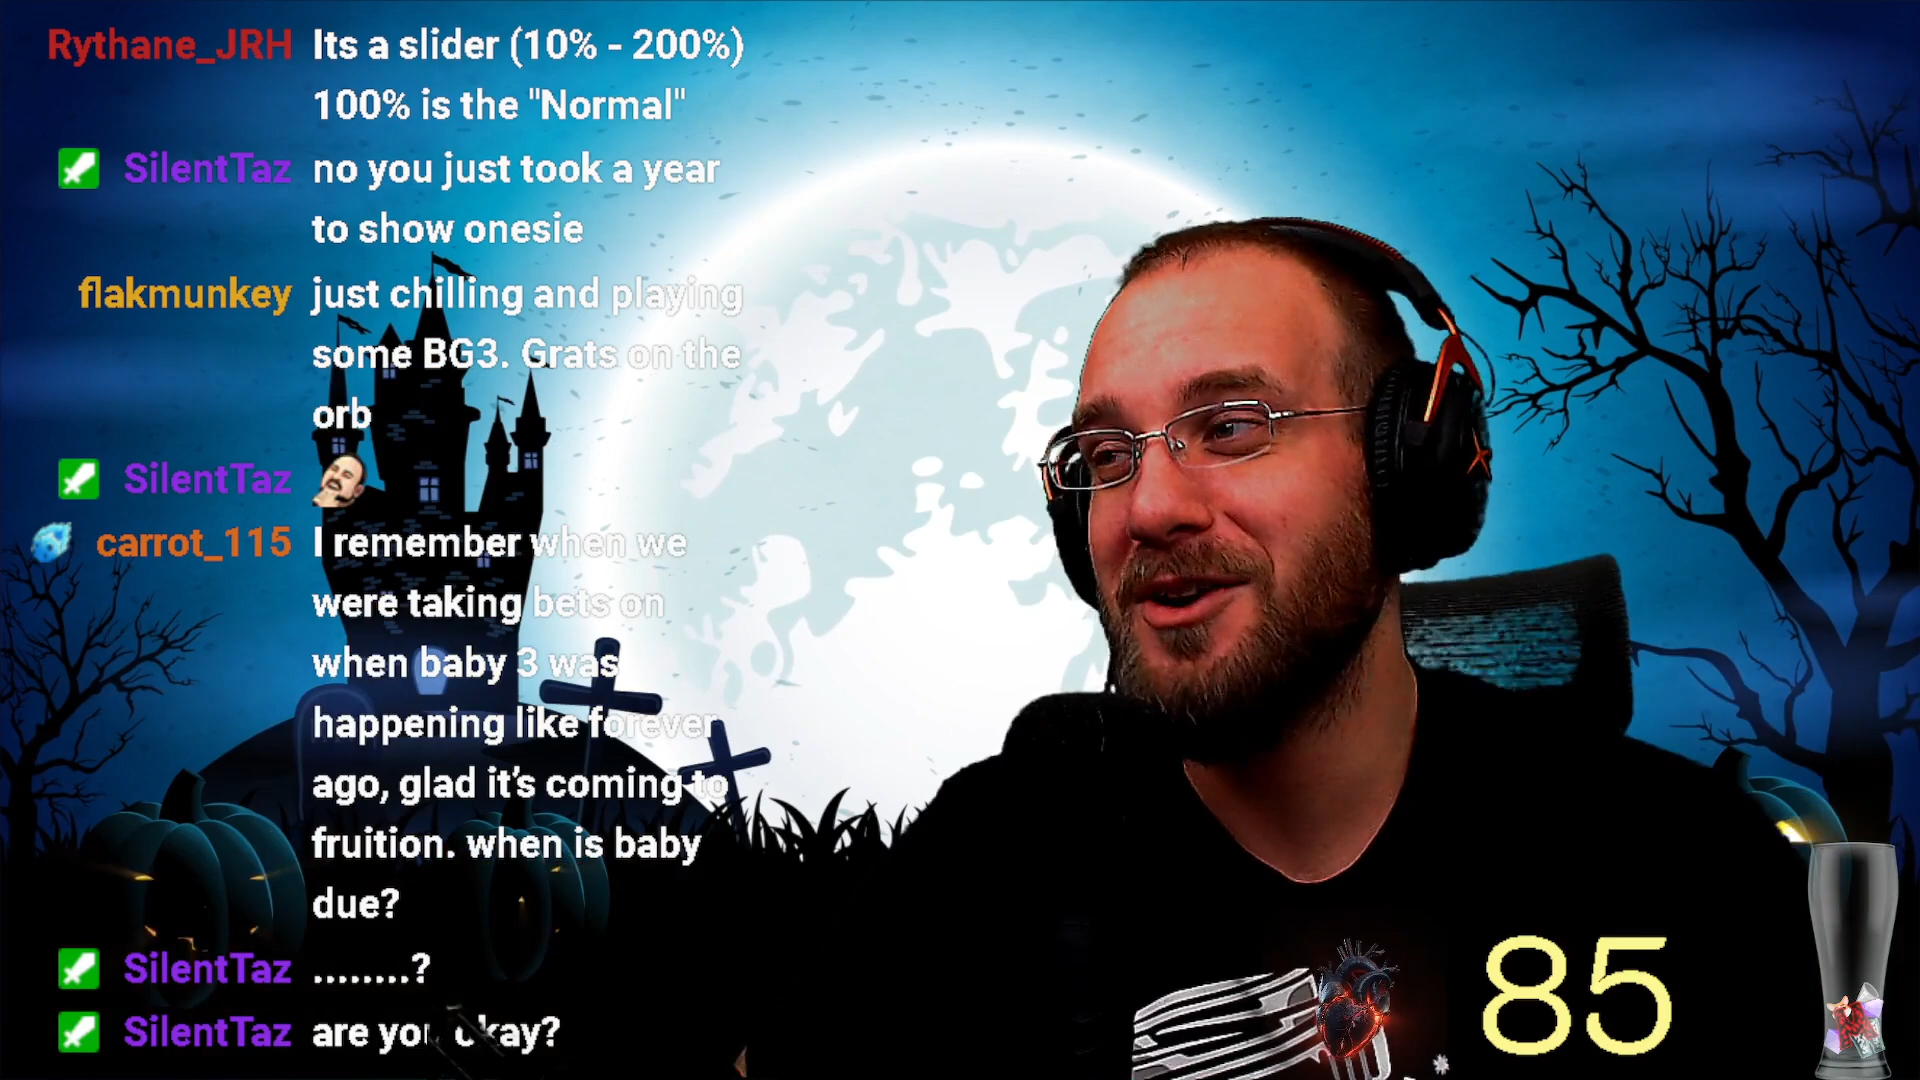 Rythane_JRH Its a slider (10% - 200%)
100% is the "Normal"
SilentTaz no you just took a year
to show onesie
flakmunkey just chilling and playing
some BG3. Grats on the
orb
SilentTaz
carrot_115 I remember when we
were taking bets on
when baby 3 was
happening like forever
ago, glad it's coming to
fruition. when is baby
due?
SilentTaz ........?
SilentTaz are you okay?
85